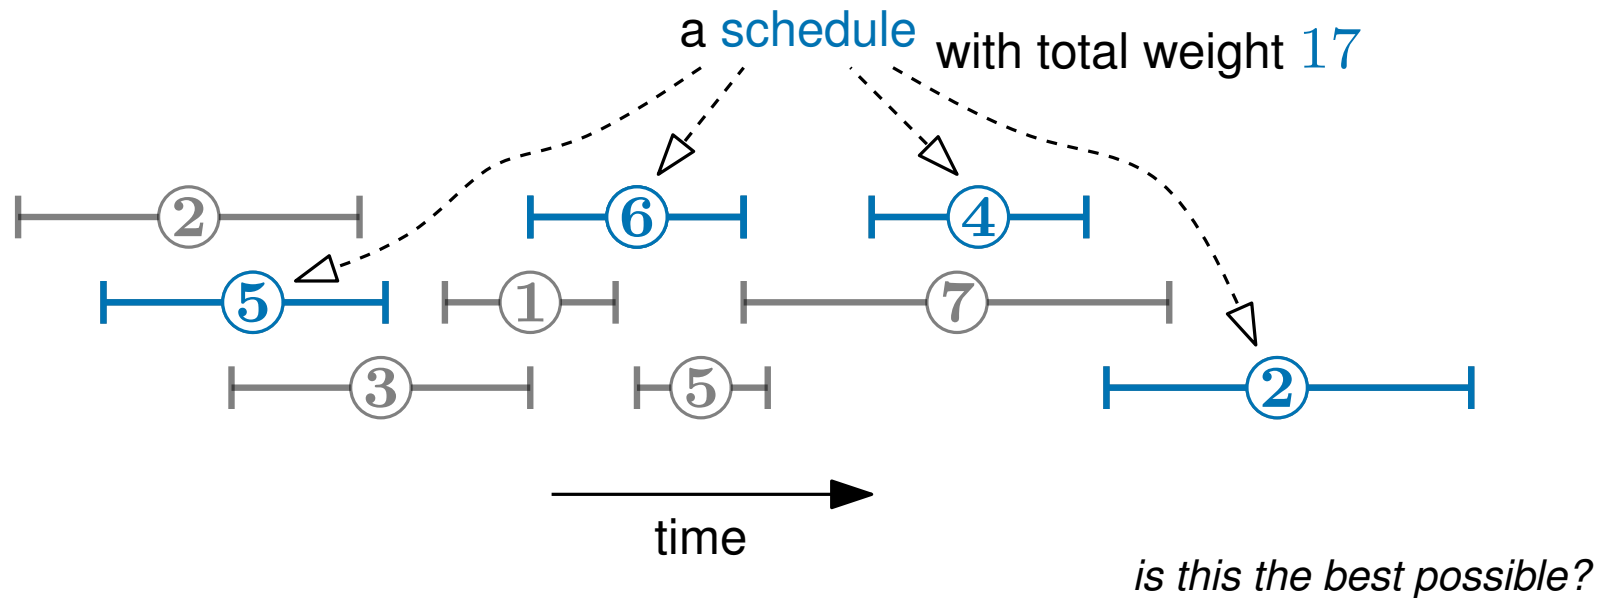 a schedule with total weight 17
2 6 4
5 1 7
3 5 2
time
is this the best possible?